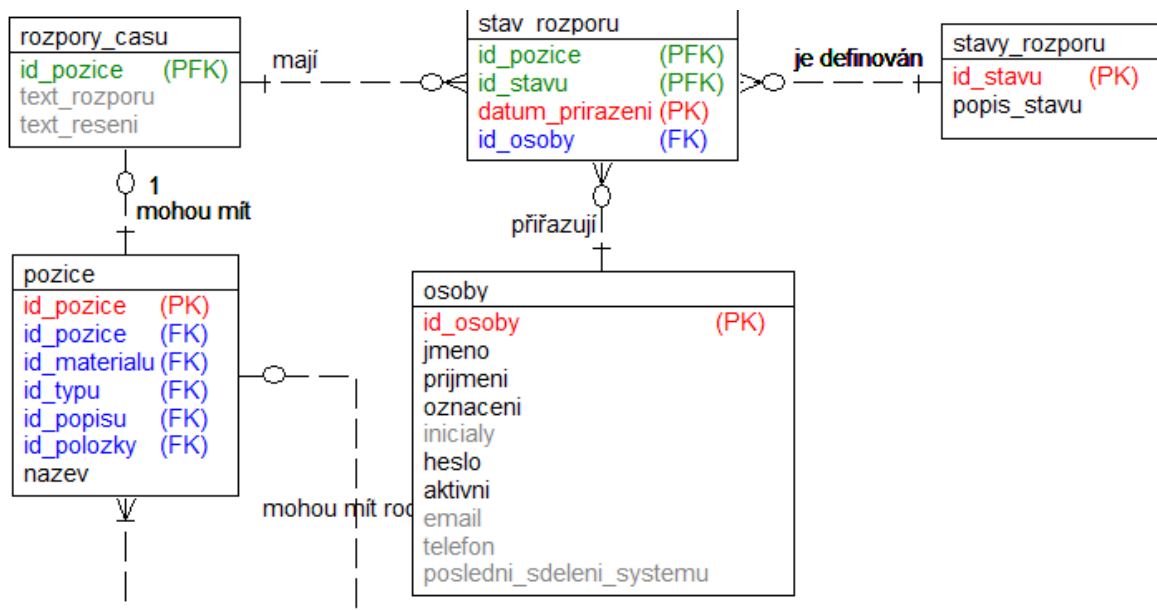 rozpory_casu
id_pozice (PFK)
text_rozporu
text_reseni
mají
stav_rozporu
id_pozice (PFK)
id_stavu (PFK)
datum_prirazeni (PK)
id_osoby (FK)
je definován
stavy_rozporu
id_stavu (PK)
popis_stavu
1
mohou mít
přiřazují
pozice
id_pozice (PK)
id_pozice (FK)
id_materialu (FK)
id_typu (FK)
id_popisu (FK)
id_polozky (FK)
nazev
mohou mít
osoby
id_osoby (PK)
jmeno
prijmeni
oznaceni
inicialy
heslo
aktivni
email
telefon
posledni_sdeleni_systemu